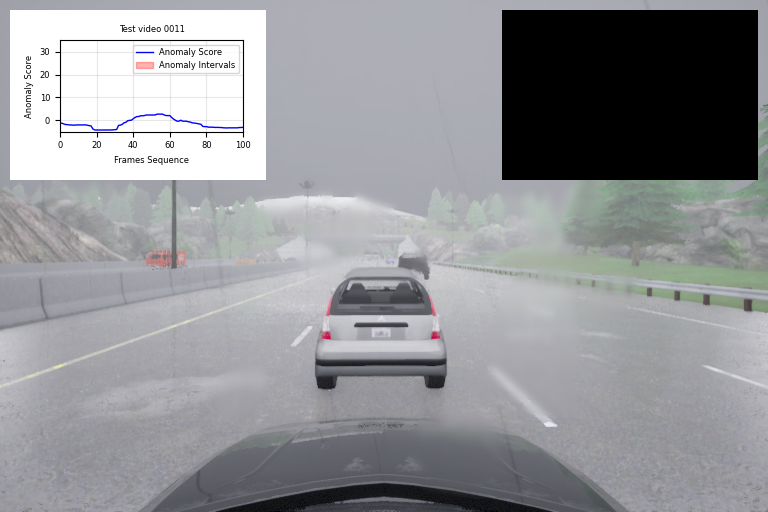 Test video 0011
Anomaly Score
Anomaly Intervals
Anomaly Score
30
20
10
0
0 20 40 60 80 100
Frames Sequence